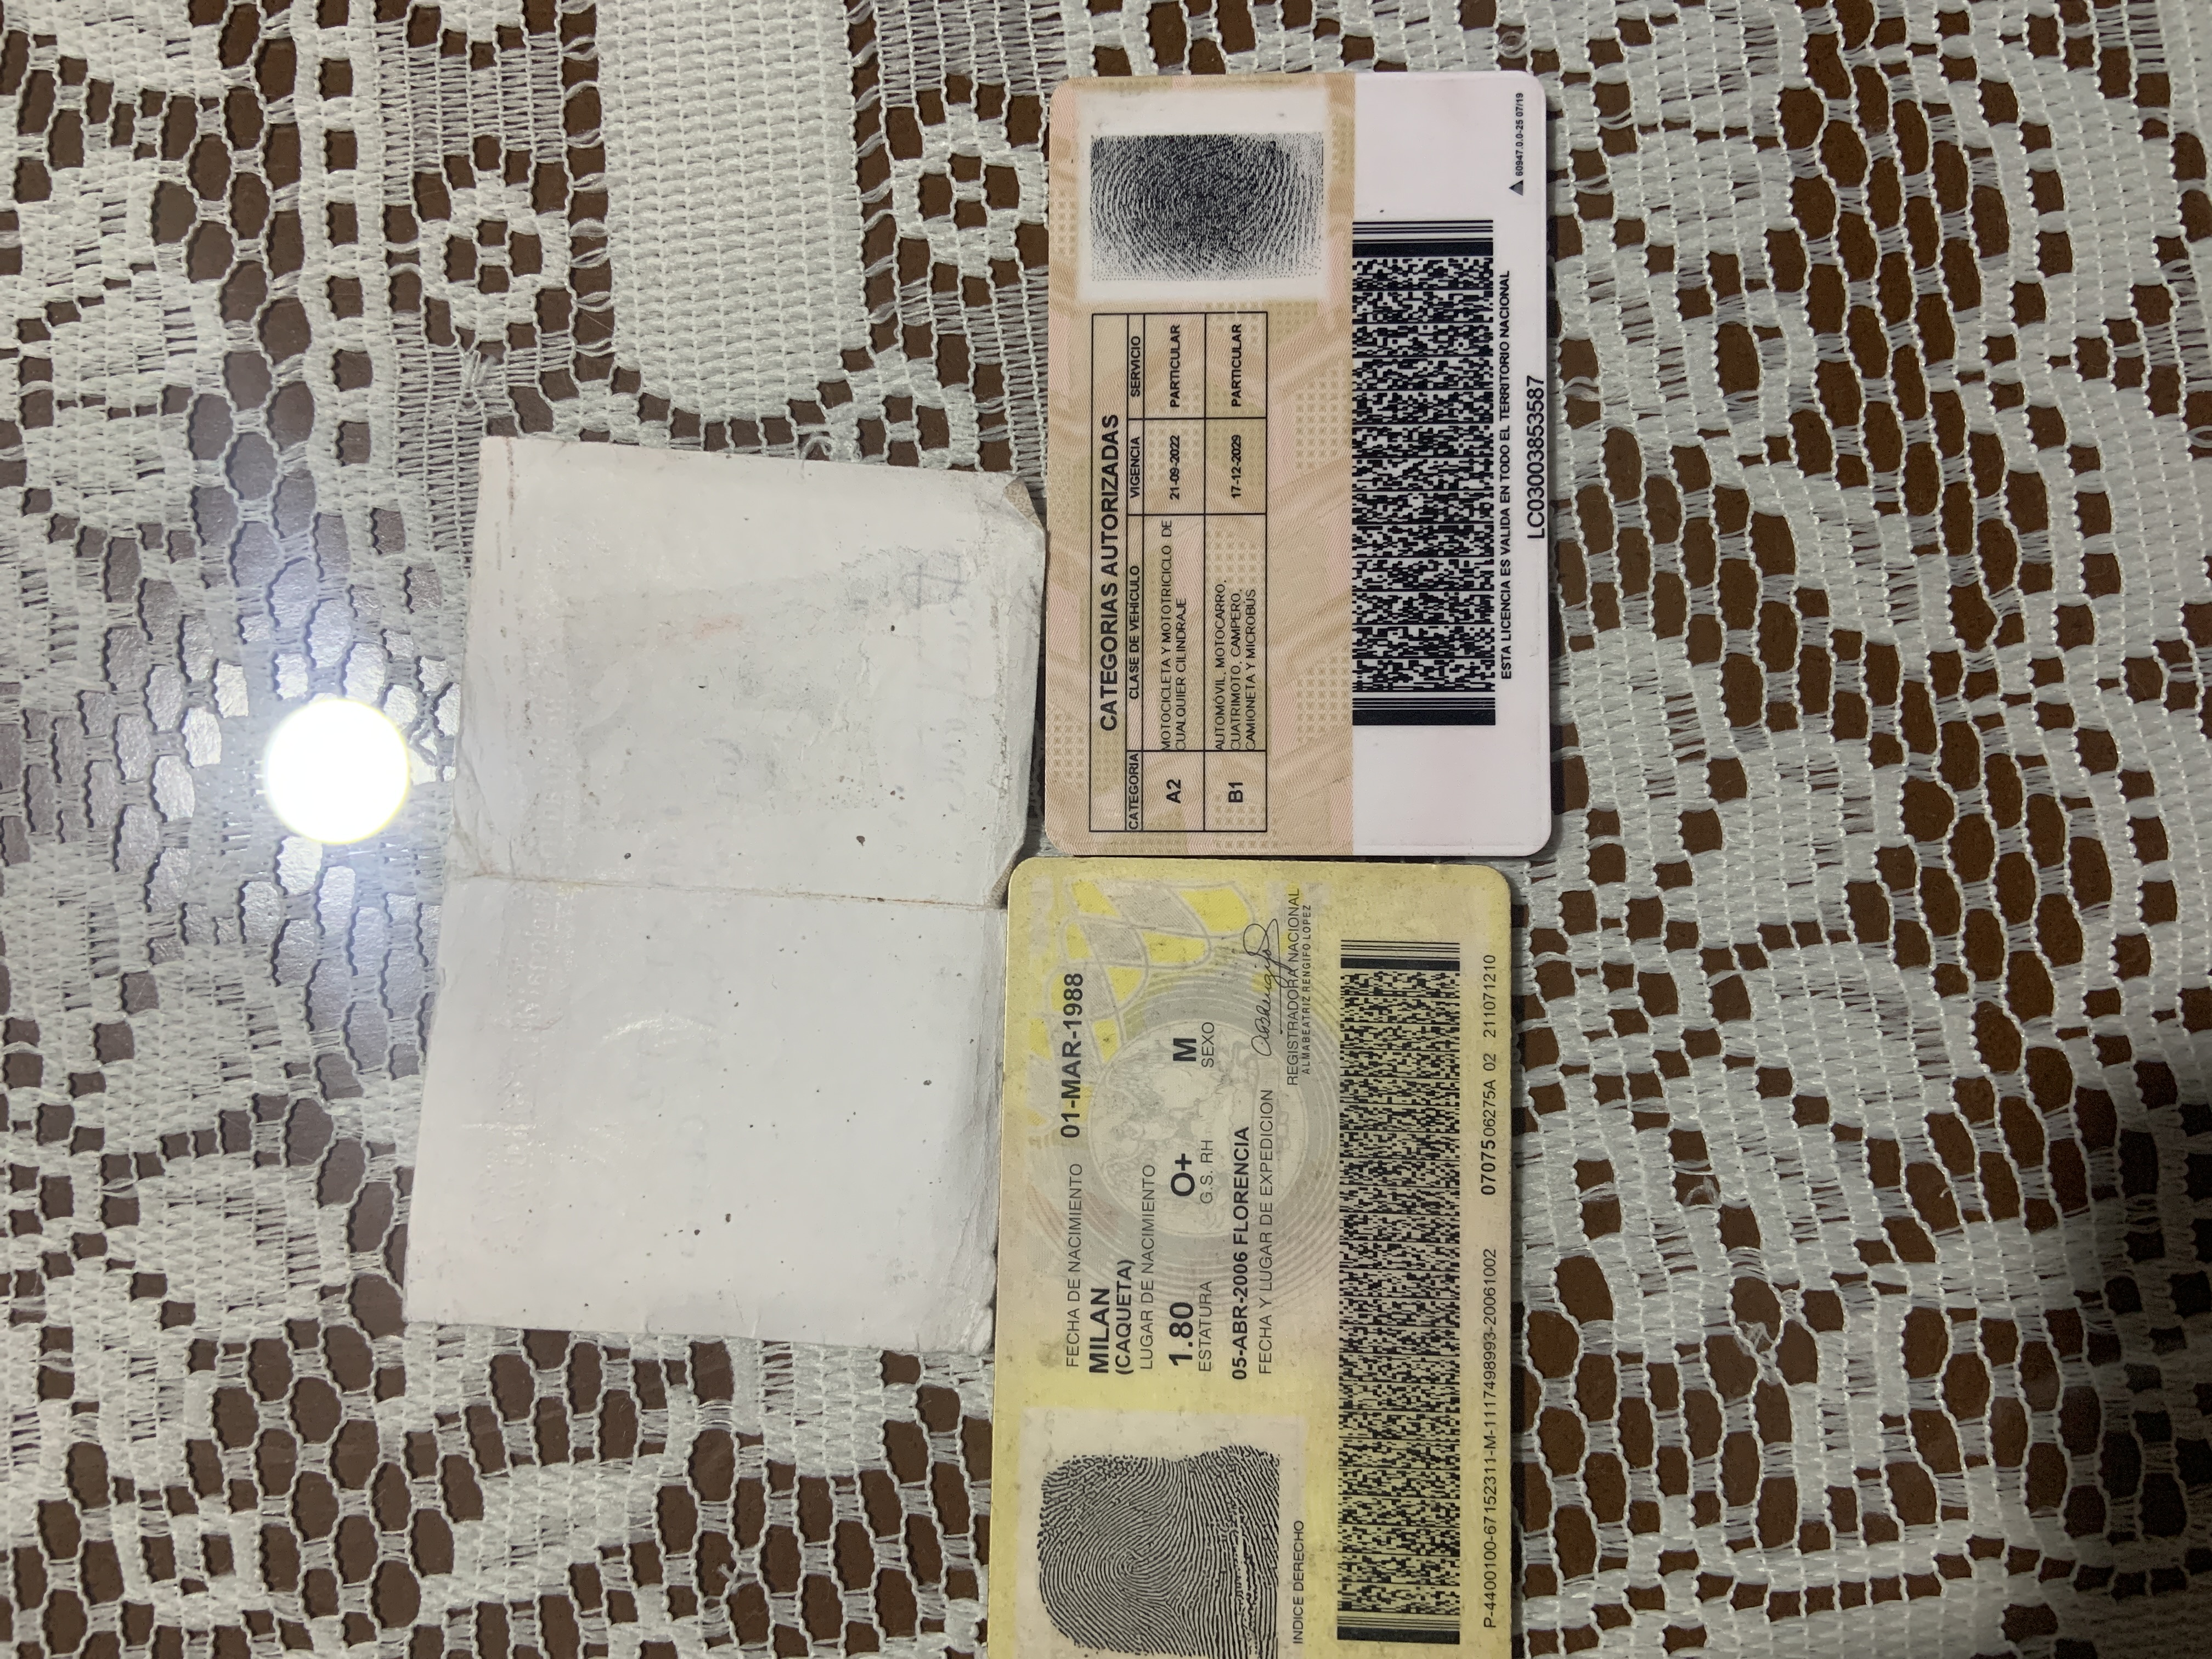 FECHA DE NACIMIENTO 01-MAR-1988
MILAN
(CAQUETA)
LUGAR DE NACIMIENTO
1.80 O+ M
ESTATURA G.S. RH SEXO
05-ABR-2006 FLORENCIA
FECHA Y LUGAR DE EXPEDICION
REGISTRADORA NACIONAL
ALMABEATRIZ RENGIFO LOPEZ
INDICE DERECHO
P-4400100-67152311-M-1117498993-20061002 0707506275A 02 211071210
CATEGORIAS AUTORIZADAS
CATEGORIA CLASE DE VEHÍCULO VIGENCIA SERVICIO
A2 MOTOCICLETA Y MOTOTRICICLO DE CUALQUIER CILINDRAJE 21-09-2022 PARTICULAR
B1 AUTOMÓVIL, MOTOCARRO, CUATRIMOTO, CAMPERO, CAMIONETA Y MICROBÚS 17-12-2029 PARTICULAR
ESTA LICENCIA ES VALIDA EN TODO EL TERRITORIO NACIONAL
60947.0.0-25 07/19
LC03003853587